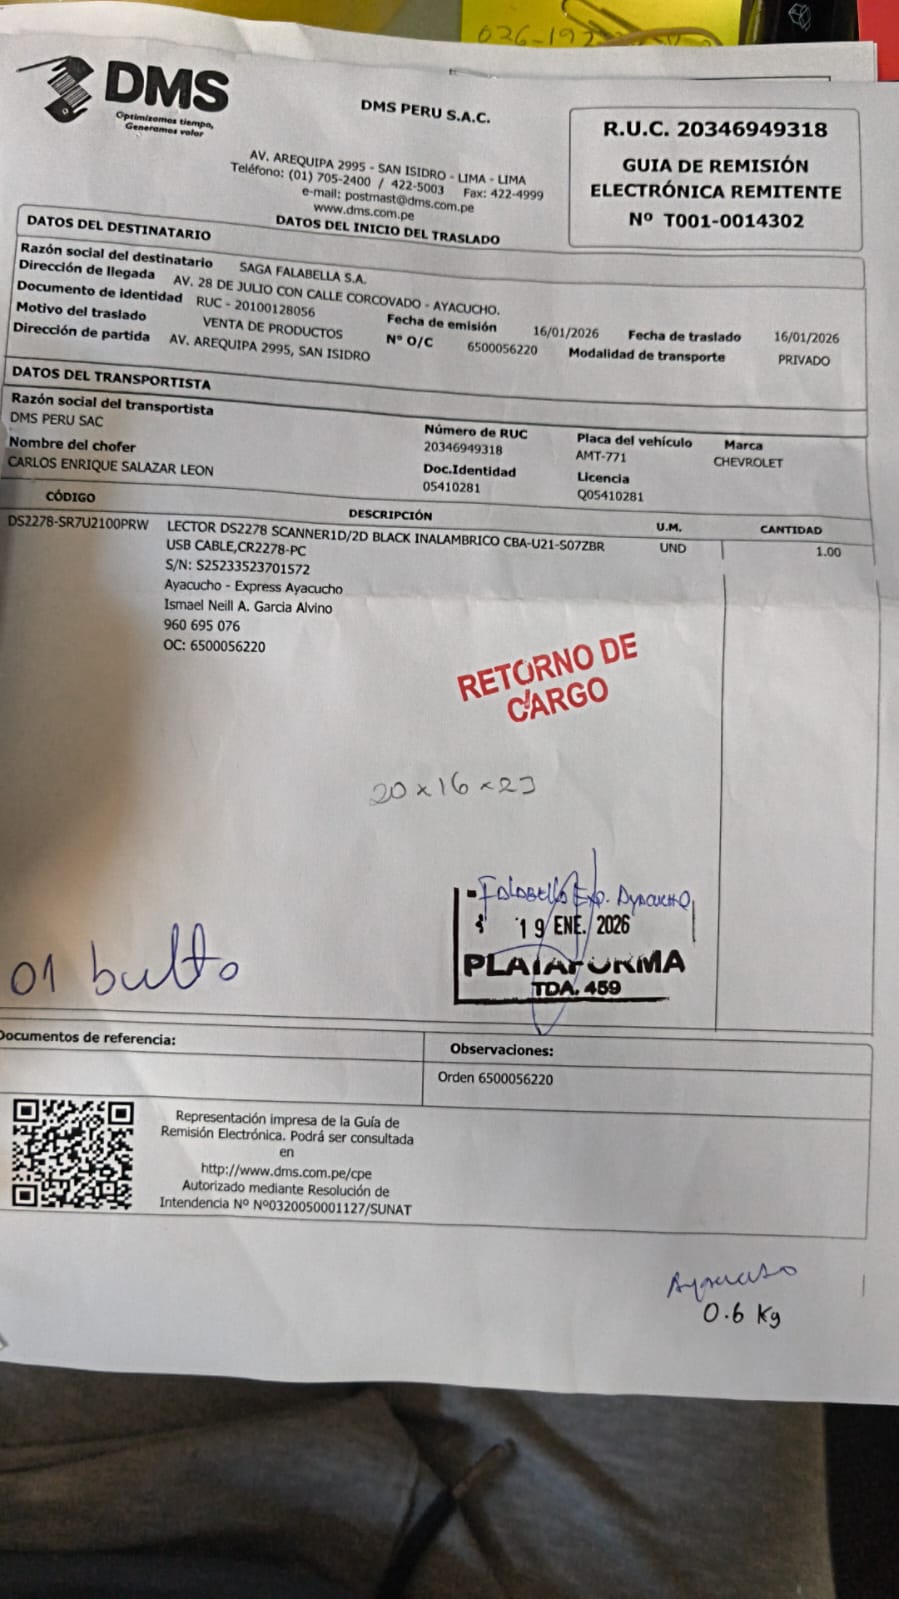 026-192
DMS
Optimizamos tiempo,
Generamos valor
DMS PERU S.A.C.
AV. AREQUIPA 2995 - SAN ISIDRO - LIMA - LIMA
Teléfono: (01) 705-2400 / 422-5003 Fax: 422-4999
e-mail: postmast@dms.com.pe
www.dms.com.pe
R.U.C. 20346949318
GUIA DE REMISIÓN
ELECTRÓNICA REMITENTE
Nº T001-0014302
DATOS DEL DESTINATARIO DATOS DEL INICIO DEL TRASLADO
Razón social del destinatario SAGA FALABELLA S.A.
Dirección de llegada AV. 28 DE JULIO CON CALLE CORCOVADO - AYACUCHO.
Documento de identidad RUC - 20100128056 Fecha de emisión 16/01/2026 Fecha de traslado 16/01/2026
Motivo del traslado VENTA DE PRODUCTOS Nº O/C 6500056220 Modalidad de transporte PRIVADO
Dirección de partida AV. AREQUIPA 2995, SAN ISIDRO
DATOS DEL TRANSPORTISTA
Razón social del transportista Número de RUC Placa del vehículo Marca
DMS PERU SAC 20346949318 AMT-771 CHEVROLET
Nombre del chofer Doc.Identidad Licencia
CARLOS ENRIQUE SALAZAR LEON 05410281 Q05410281
CÓDIGO DESCRIPCIÓN U.M. CANTIDAD
DS2278-SR7U2100PRW LECTOR DS2278 SCANNER1D/2D BLACK INALAMBRICO CBA-U21-S07ZBR UND 1.00
USB CABLE,CR2278-PC
S/N: S25233523701572
Ayacucho - Express Ayacucho
Ismael Neill A. Garcia Alvino
960 695 076
OC: 6500056220
RETORNO DE
CARGO
20 x 16 x 23
Falabella Exp. Ayacucho
19 ENE. 2026
PLATAFORMA
TDA. 459
01 bulto
Documentos de referencia:
Observaciones:
Orden 6500056220
Representación impresa de la Guía de
Remisión Electrónica. Podrá ser consultada
en
http://www.dms.com.pe/cpe
Autorizado mediante Resolución de
Intendencia Nº Nº0320050001127/SUNAT
0.6 Kg